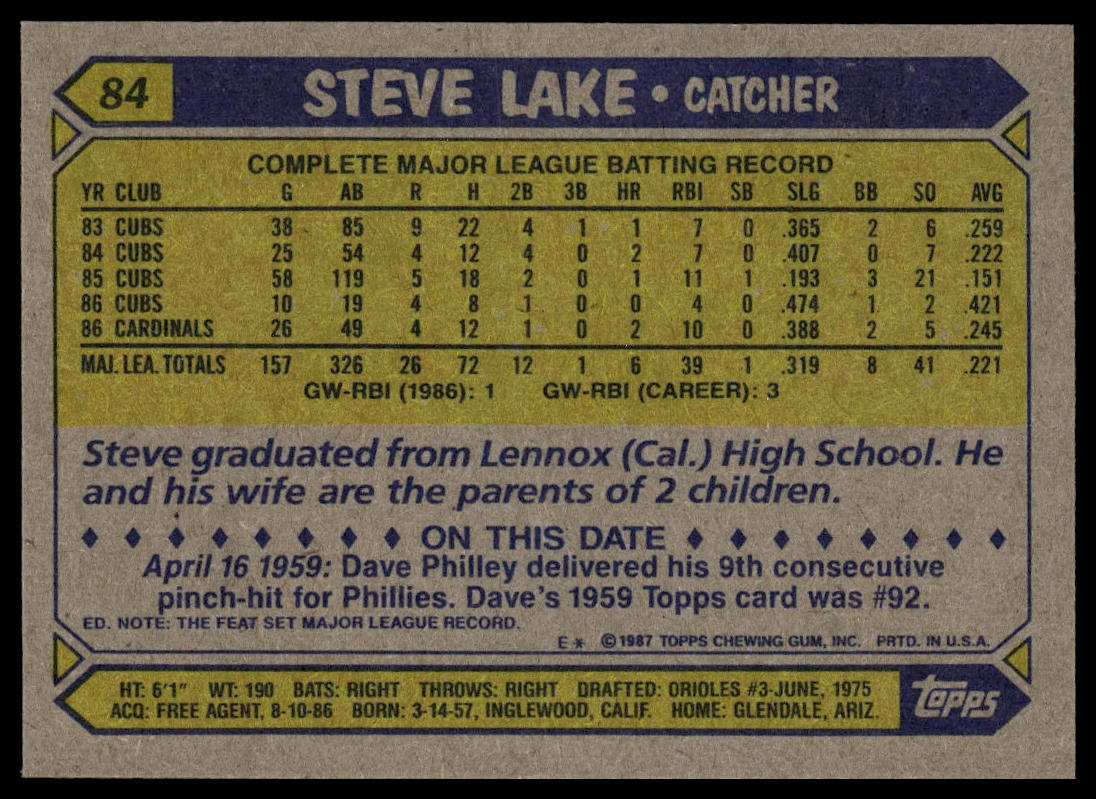 84 STEVE LAKE • CATCHER
COMPLETE MAJOR LEAGUE BATTING RECORD
YR CLUB G AB R H 2B 3B HR RBI SB SLG BB SO AVG
83 CUBS 38 85 9 22 4 1 1 7 0 .365 2 6 .259
84 CUBS 25 54 4 12 4 0 2 7 0 .407 0 7 .222
85 CUBS 58 119 5 18 2 0 1 11 1 .193 3 21 .151
86 CUBS 10 19 4 8 1 0 0 4 0 .474 1 2 .421
86 CARDINALS 26 49 4 12 1 0 2 10 0 .388 2 5 .245
MAJ. LEA. TOTALS 157 326 26 72 12 1 6 39 1 .319 8 41 .221
GW-RBI (1986): 1 GW-RBI (CAREER): 3
Steve graduated from Lennox (Cal.) High School. He
and his wife are the parents of 2 children.
ON THIS DATE
April 16 1959: Dave Philley delivered his 9th consecutive
pinch-hit for Phillies. Dave's 1959 Topps card was #92.
ED. NOTE: THE FEAT SET MAJOR LEAGUE RECORD.
E* ©1987 TOPPS CHEWING GUM, INC. PRTD. IN U.S.A.
HT: 6'1" WT: 190 BATS: RIGHT THROWS: RIGHT DRAFTED: ORIOLES #3-JUNE, 1975
ACQ: FREE AGENT, 8-10-86 BORN: 3-14-57, INGLEWOOD, CALIF. HOME: GLENDALE, ARIZ.
Topps